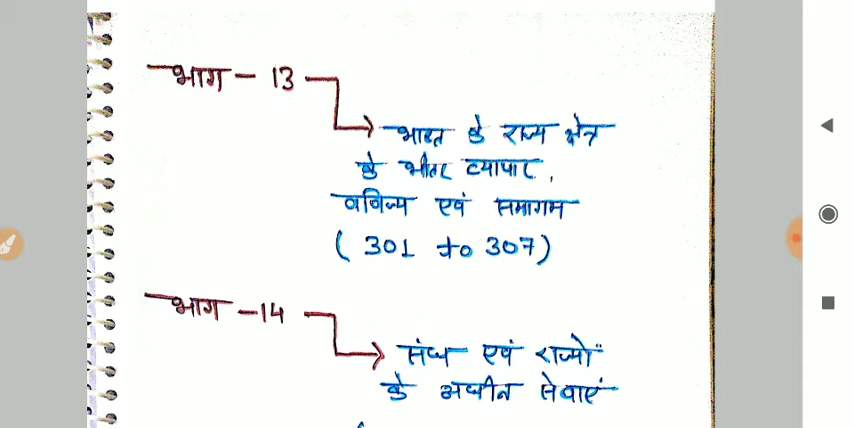 भाग - 13
भारत के राज्य क्षेत्र
के भीतर व्यापार,
वाणिज्य एवं समागम
(301 to 307)
भाग -14
संघ एवं राज्यों
के अधीन सेवाएं